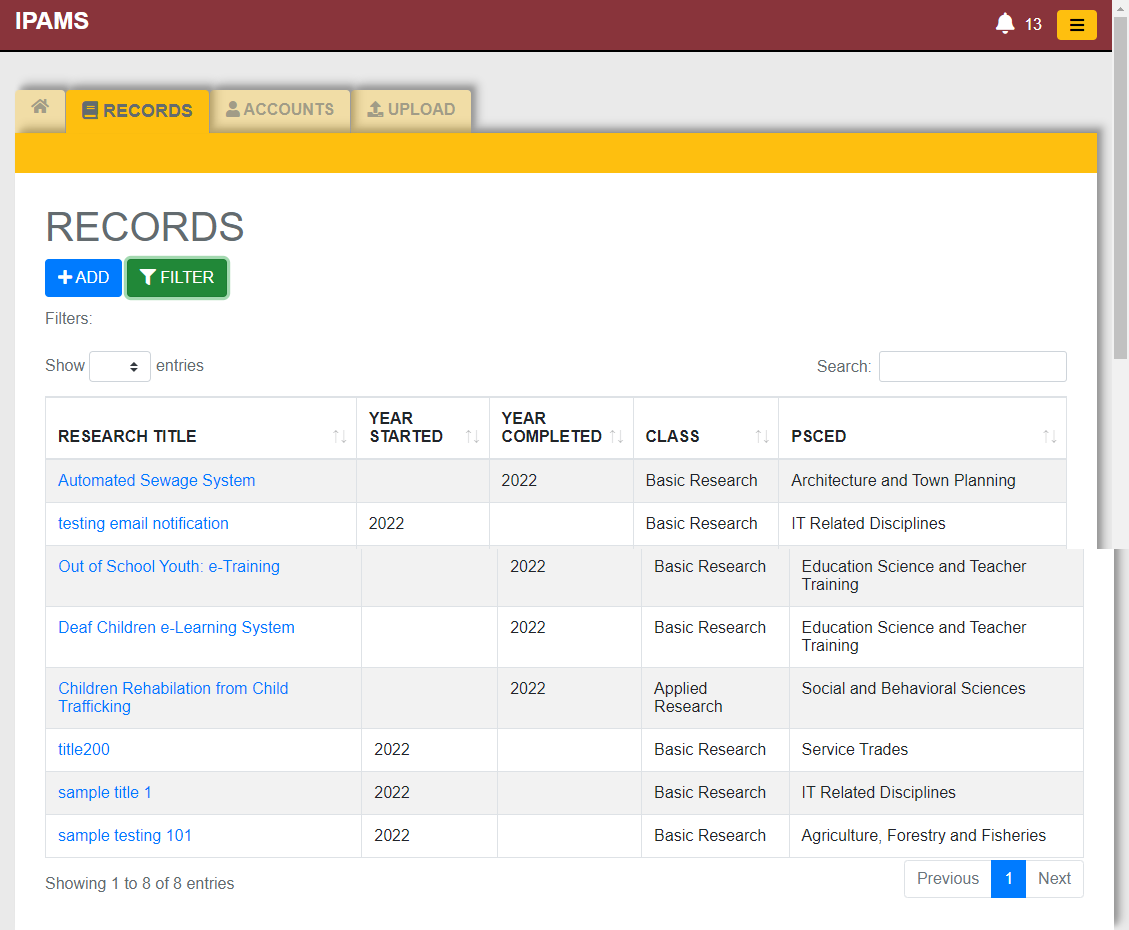 IPAMS
13
RECORDS ACCOUNTS UPLOAD
RECORDS
ADD FILTER
Filters:
Show entries Search:
RESEARCH TITLE YEAR STARTED YEAR COMPLETED CLASS PSCED
Automated Sewage System 2022 Basic Research Architecture and Town Planning
testing email notification 2022 Basic Research IT Related Disciplines
Out of School Youth: e-Training 2022 Basic Research Education Science and Teacher Training
Deaf Children e-Learning System 2022 Basic Research Education Science and Teacher Training
Children Rehabilation from Child Trafficking 2022 Applied Research Social and Behavioral Sciences
title200 2022 Basic Research Service Trades
sample title 1 2022 Basic Research IT Related Disciplines
sample testing 101 2022 Basic Research Agriculture, Forestry and Fisheries
Showing 1 to 8 of 8 entries Previous 1 Next